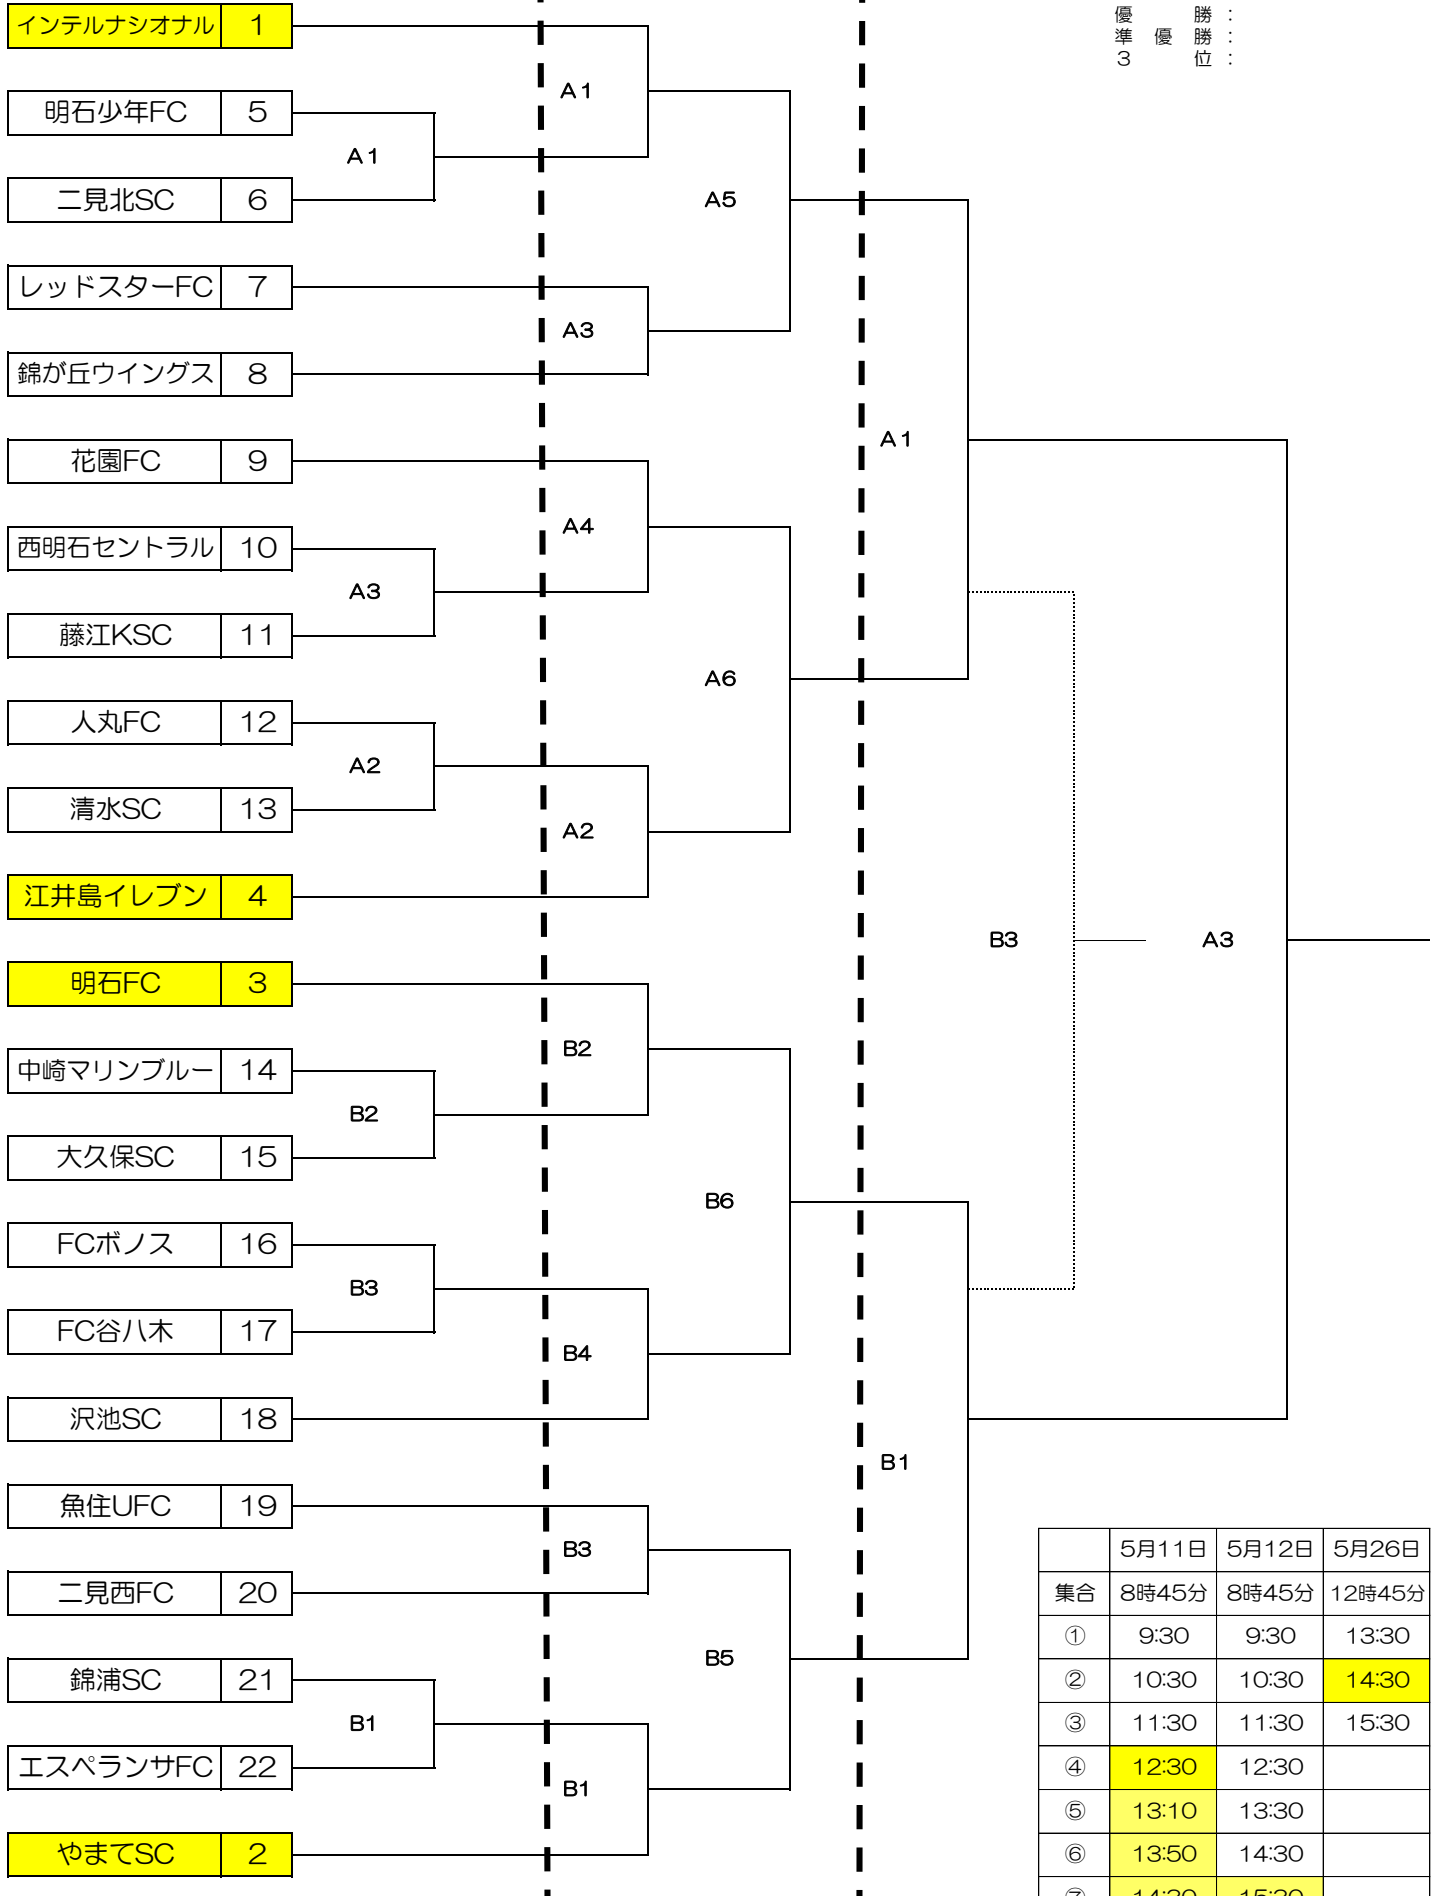 優勝：
準優勝：
3位：
インテルナシオナル 1
A1
明石少年FC 5
A1
二見北SC 6
A5
レッドスターFC 7
A3
錦が丘ウイングス 8
A1
花園FC 9
A4
西明石セントラル 10
A3
藤江KSC 11
A6
人丸FC 12
A2
清水SC 13
A2
江井島イレブン 4
B3 A3
明石FC 3
B2
中崎マリンブルー 14
B2
大久保SC 15
B6
FCボノス 16
B3
FC谷八木 17
B4
沢池SC 18
B1
魚住UFC 19
B3
二見西FC 20
B5
錦浦SC 21
B1
エスペランサFC 22
B1
やまてSC 2
5月11日 5月12日 5月26日
集合 8時45分 8時45分 12時45分
① 9:30 9:30 13:30
② 10:30 10:30 14:30
③ 11:30 11:30 15:30
④ 12:30 12:30
⑤ 13:10 13:30
⑥ 13:50 14:30
⑦ 14:30 15:30